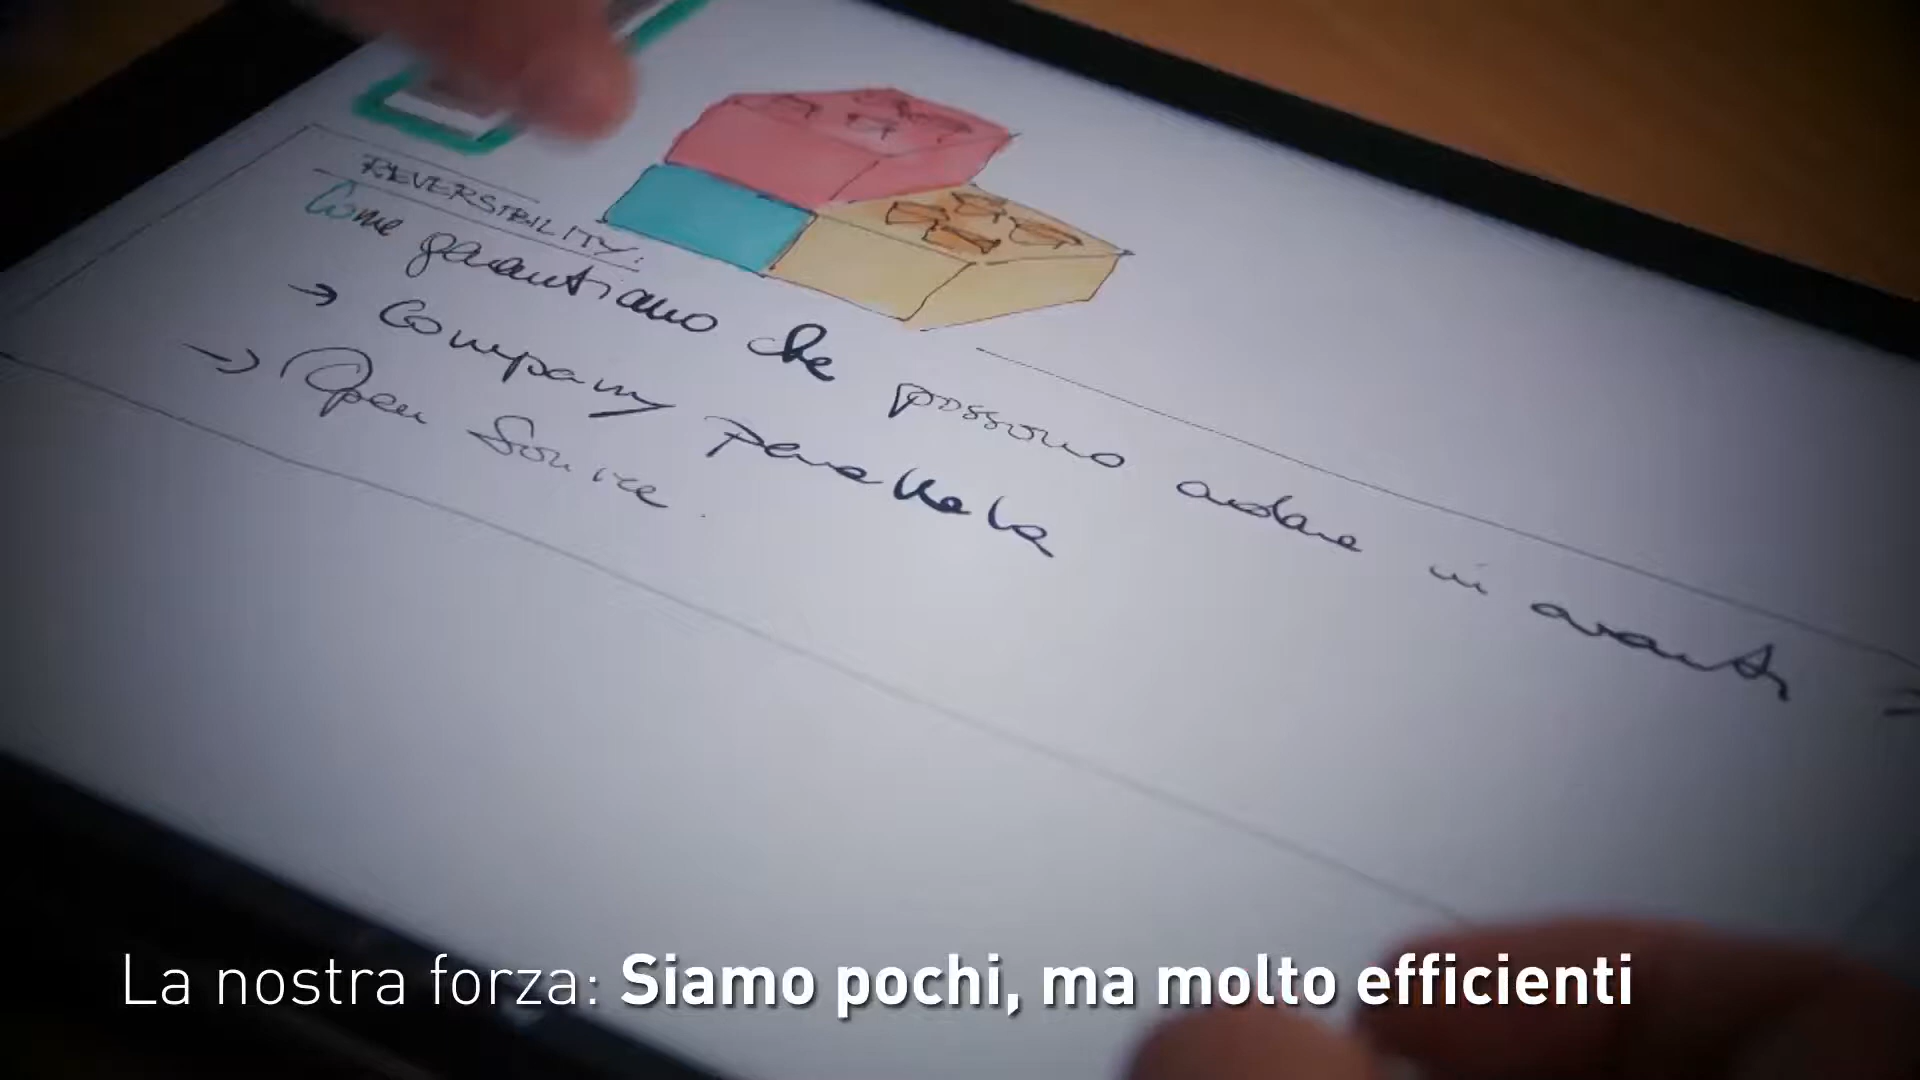 REVERSIBILITY:
Come garantiamo che possono andare in avanti
→ Company parallela
→ Open Source.
La nostra forza: Siamo pochi, ma molto efficienti